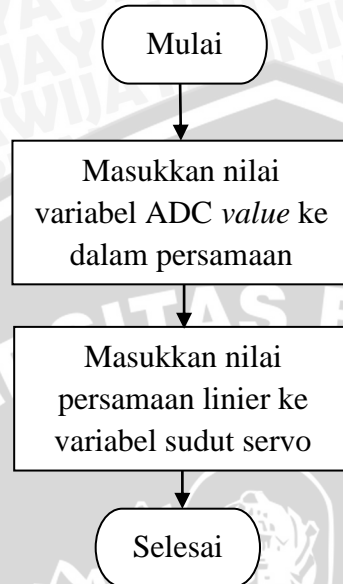 Mulai
Masukkan nilai
variabel ADC value ke
dalam persamaan
Masukkan nilai
persamaan linier ke
variabel sudut servo
Selesai